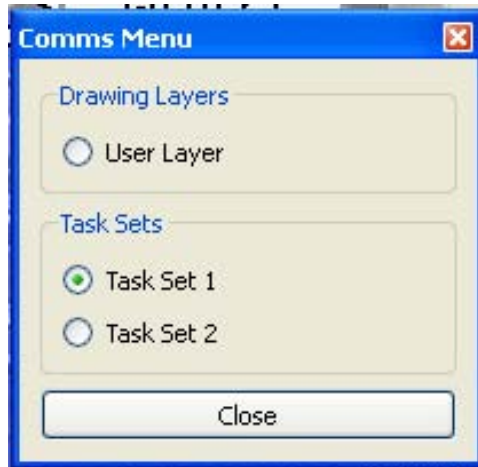 Comms Menu
Drawing Layers
User Layer
Task Sets
Task Set 1
Task Set 2
Close